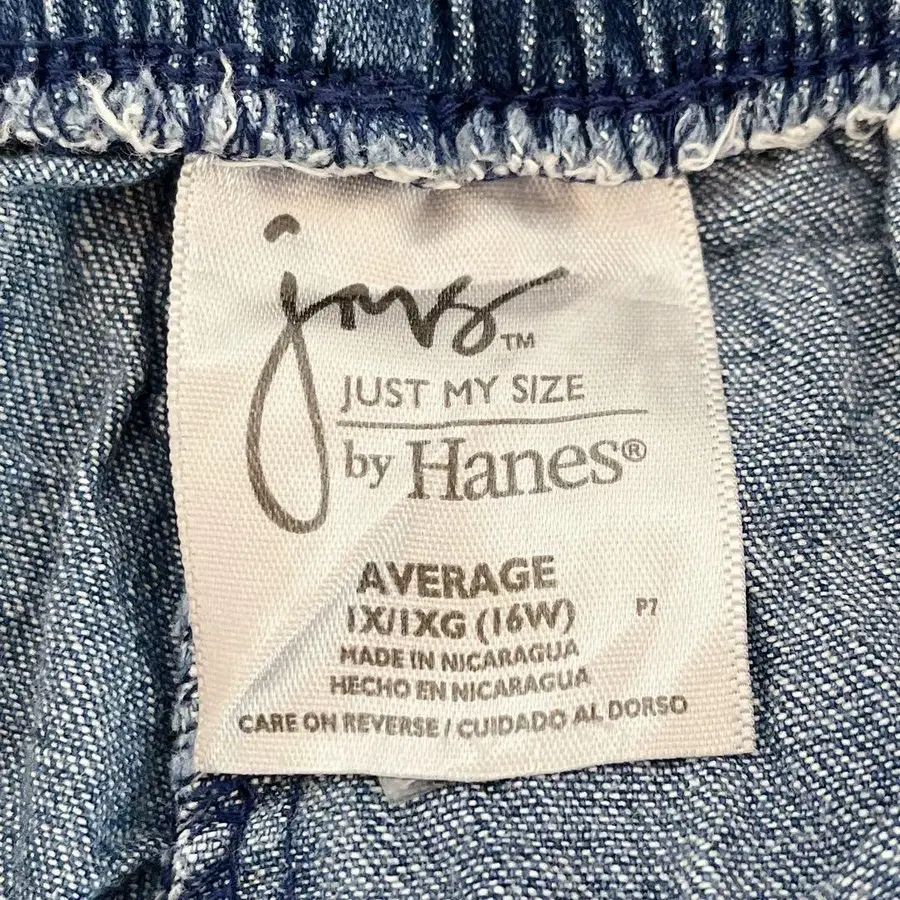 jms™
JUST MY SIZE
by Hanes®
AVERAGE
1X/1XG (16W)
P7
MADE IN NICARAGUA
HECHO EN NICARAGUA
CARE ON REVERSE / CUIDADO AL DORSO